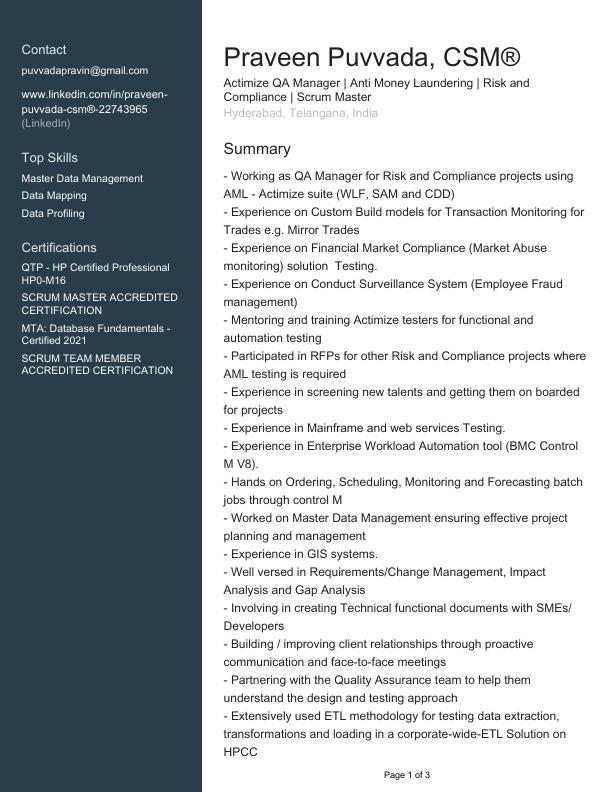 Contact
puvvadapravin@gmail.com
www.linkedin.com/in/praveen-
puvvada-csm®-22743965
(LinkedIn)
Top Skills
Master Data Management
Data Mapping
Data Profiling
Certifications
QTP - HP Certified Professional
HP0-M16
SCRUM MASTER ACCREDITED
CERTIFICATION
MTA: Database Fundamentals -
Certified 2021
SCRUM TEAM MEMBER
ACCREDITED CERTIFICATION
Praveen Puvvada, CSM®
Actimize QA Manager | Anti Money Laundering | Risk and
Compliance | Scrum Master
Hyderabad, Telangana, India
Summary
- Working as QA Manager for Risk and Compliance projects using
AML - Actimize suite (WLF, SAM and CDD)
- Experience on Custom Build models for Transaction Monitoring for
Trades e.g. Mirror Trades
- Experience on Financial Market Compliance (Market Abuse
monitoring) solution  Testing.
- Experience on Conduct Surveillance System (Employee Fraud
management)
- Mentoring and training Actimize testers for functional and
automation testing
- Participated in RFPs for other Risk and Compliance projects where
AML testing is required
- Experience in screening new talents and getting them on boarded
for projects
- Experience in Mainframe and web services Testing.
- Experience in Enterprise Workload Automation tool (BMC Control
M V8).
- Hands on Ordering, Scheduling, Monitoring and Forecasting batch
jobs through control M
- Worked on Master Data Management ensuring effective project
planning and management
- Experience in GIS systems.
- Well versed in Requirements/Change Management, Impact
Analysis and Gap Analysis
- Involving in creating Technical functional documents with SMEs/
Developers
- Building / improving client relationships through proactive
communication and face-to-face meetings
- Partnering with the Quality Assurance team to help them
understand the design and testing approach
- Extensively used ETL methodology for testing data extraction,
transformations and loading in a corporate-wide-ETL Solution on
HPCC
Page 1 of 3